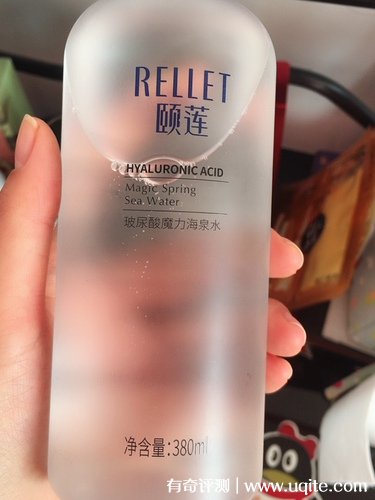 RELLET
颐莲
HYALURONIC ACID
Magic Spring
Sea Water
玻尿酸魔力海泉水
净含量:380ml
有奇评测 | www.uqite.com